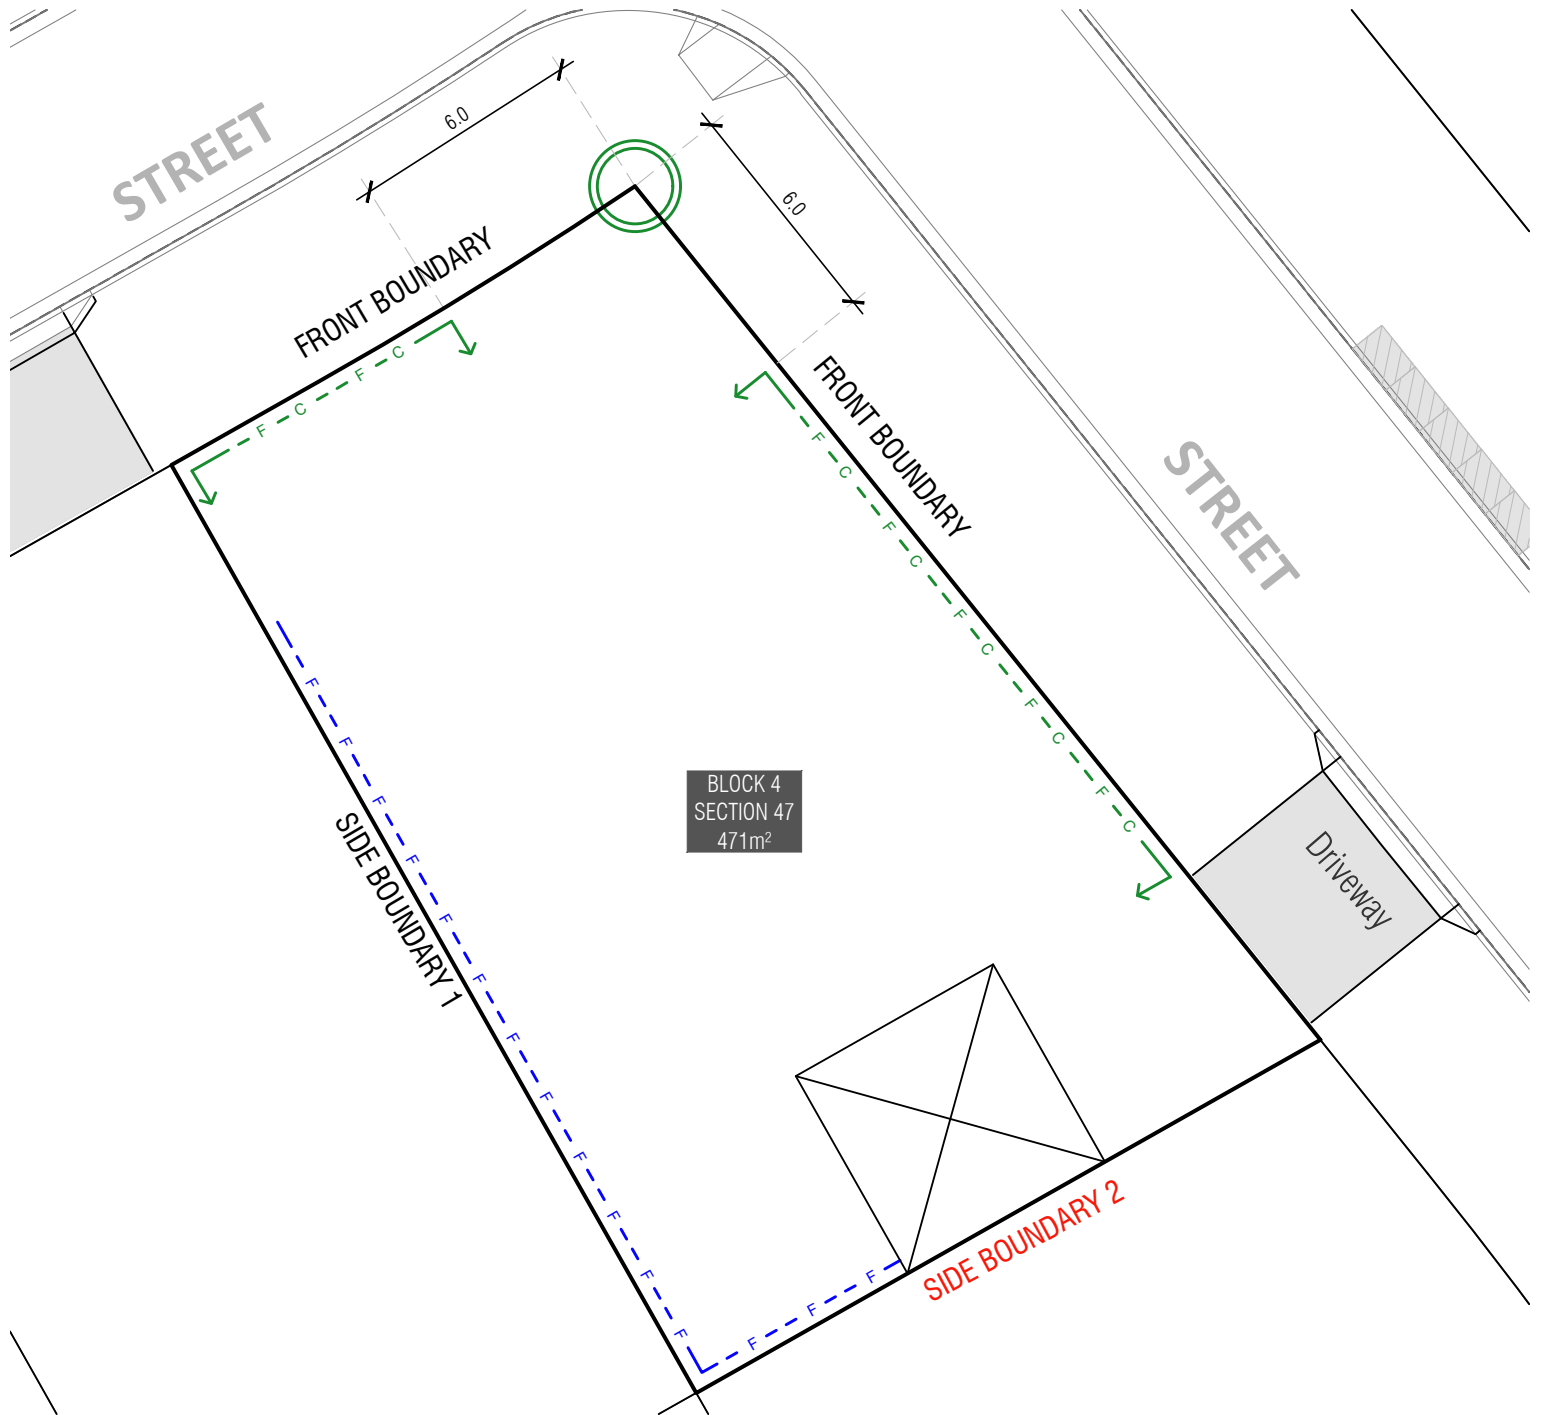 STREET
6.0
6.0
FRONT BOUNDARY
F C F C
FRONT BOUNDARY
F C F C F C F C F C
STREET
F F F F F F F F F F F F
SIDE BOUNDARY 1
BLOCK 4
SECTION 47
471m²
Driveway
SIDE BOUNDARY 2
F F F